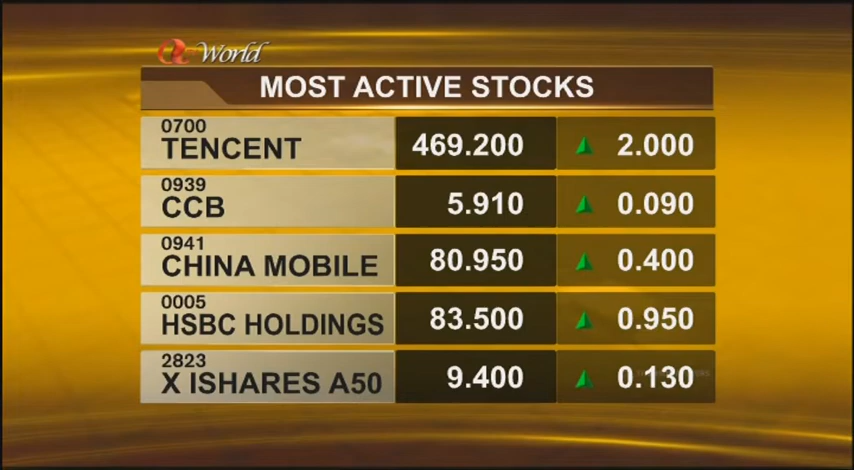 World
MOST ACTIVE STOCKS
0700
TENCENT 469.200 2.000
0939
CCB 5.910 0.090
0941
CHINA MOBILE 80.950 0.400
0005
HSBC HOLDINGS 83.500 0.950
2823
X ISHARES A50 9.400 0.130